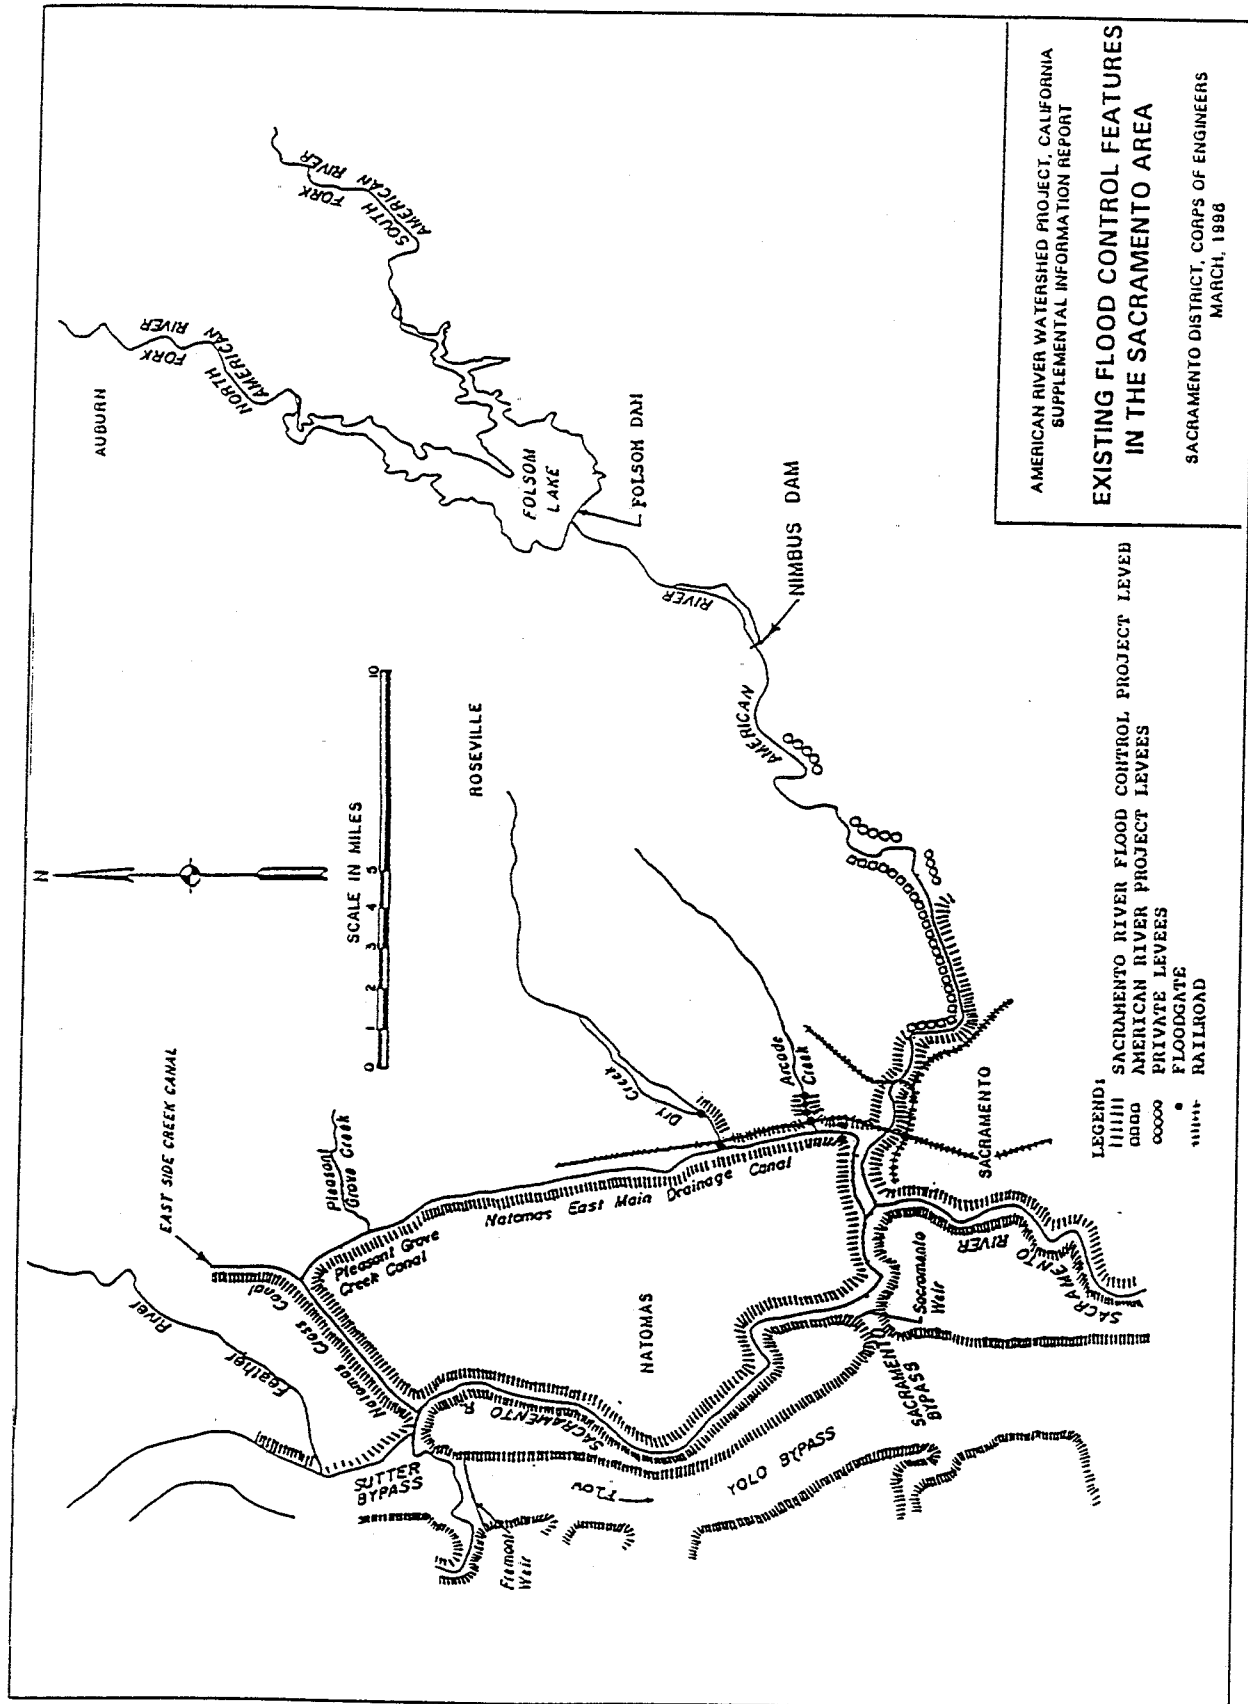 AMERICAN RIVER WATERSHED PROJECT, CALIFORNIA
SUPPLEMENTAL INFORMATION REPORT
EXISTING FLOOD CONTROL FEATURES
IN THE SACRAMENTO AREA
SACRAMENTO DISTRICT, CORPS OF ENGINEERS
MARCH, 1996
N
SCALE IN MILES
0 1 2 3 4 5 10
AUBURN
NORTH FORK
AMERICAN RIVER
SOUTH FORK
AMERICAN RIVER
FOLSOM
LAKE
FOLSOM DAM
NIMBUS DAM
AMERICAN RIVER
ROSEVILLE
EAST SIDE CREEK CANAL
Pleasant
Grove Creek
Dry Creek
Arcade
Creek
Feather River
Natomas Cross Canal
Pleasant Grove
Creek Canal
Natomas East Main Drainage Canal
NATOMAS
SACRAMENTO
SACRAMENTO R.
SUTTER
BYPASS
Fremont
Weir
FLOW
YOLO BYPASS
SACRAMENTO
BYPASS
Sacramento
Weir
SACRAMENTO RIVER
LEGEND:
SACRAMENTO RIVER FLOOD CONTROL PROJECT LEVEE
AMERICAN RIVER PROJECT LEVEES
PRIVATE LEVEES
FLOODGATE
RAILROAD